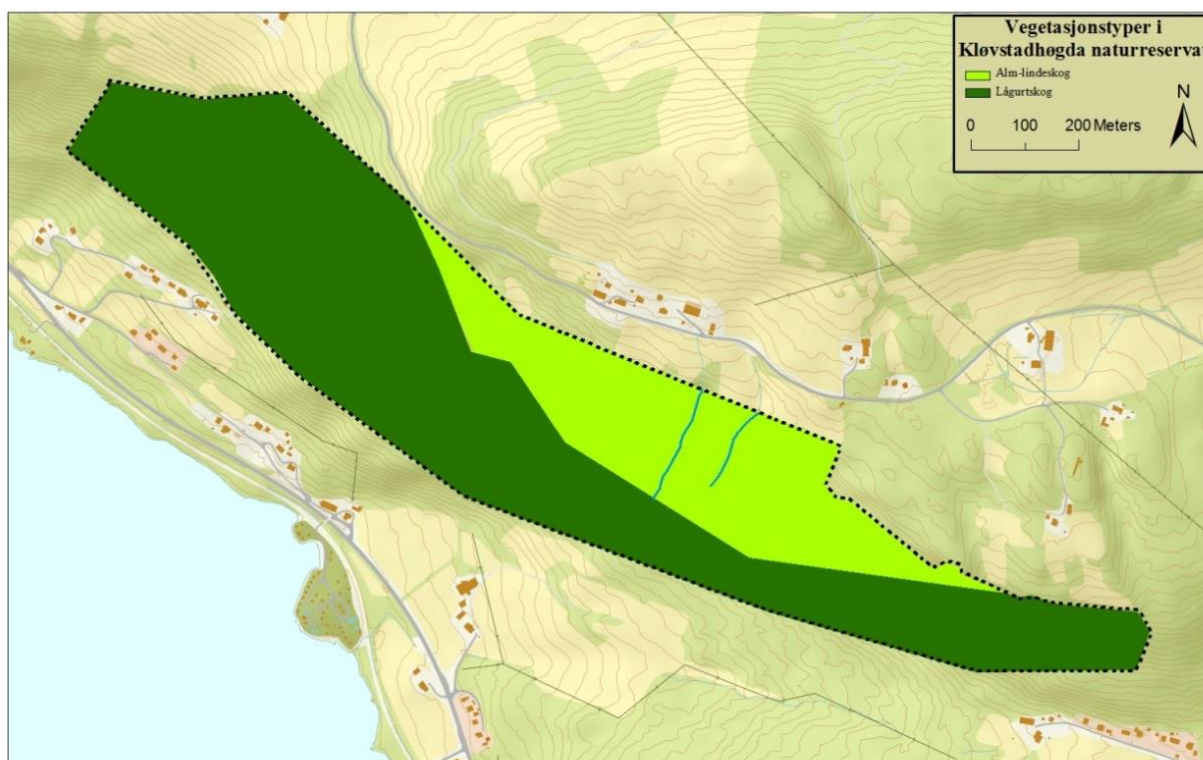 Vegetasjonstyper i
Kløvstadhøgda naturreservat
Alm-lindeskog
Lågurtskog
N
0 100 200 Meters